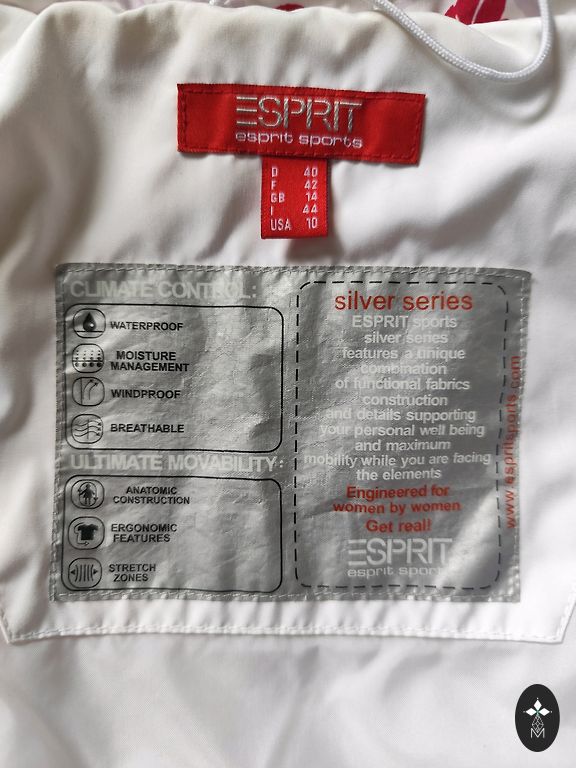 ESPRIT
esprit sports
D 40
F 42
GB 14
I 44
USA 10
CLIMATE CONTROL:
WATERPROOF
MOISTURE
MANAGEMENT
WINDPROOF
BREATHABLE
ULTIMATE MOVABILITY:
ANATOMIC
CONSTRUCTION
ERGONOMIC
FEATURES
STRETCH
ZONES
silver series
ESPRIT sports
silver series
features a unique
combination
of functional fabrics
construction
and details supporting
your personal well being
and maximum
mobility while you are facing
the elements
Engineered for
women by women
Get real!
ESPRIT
esprit sports
www.espritsports.com
M